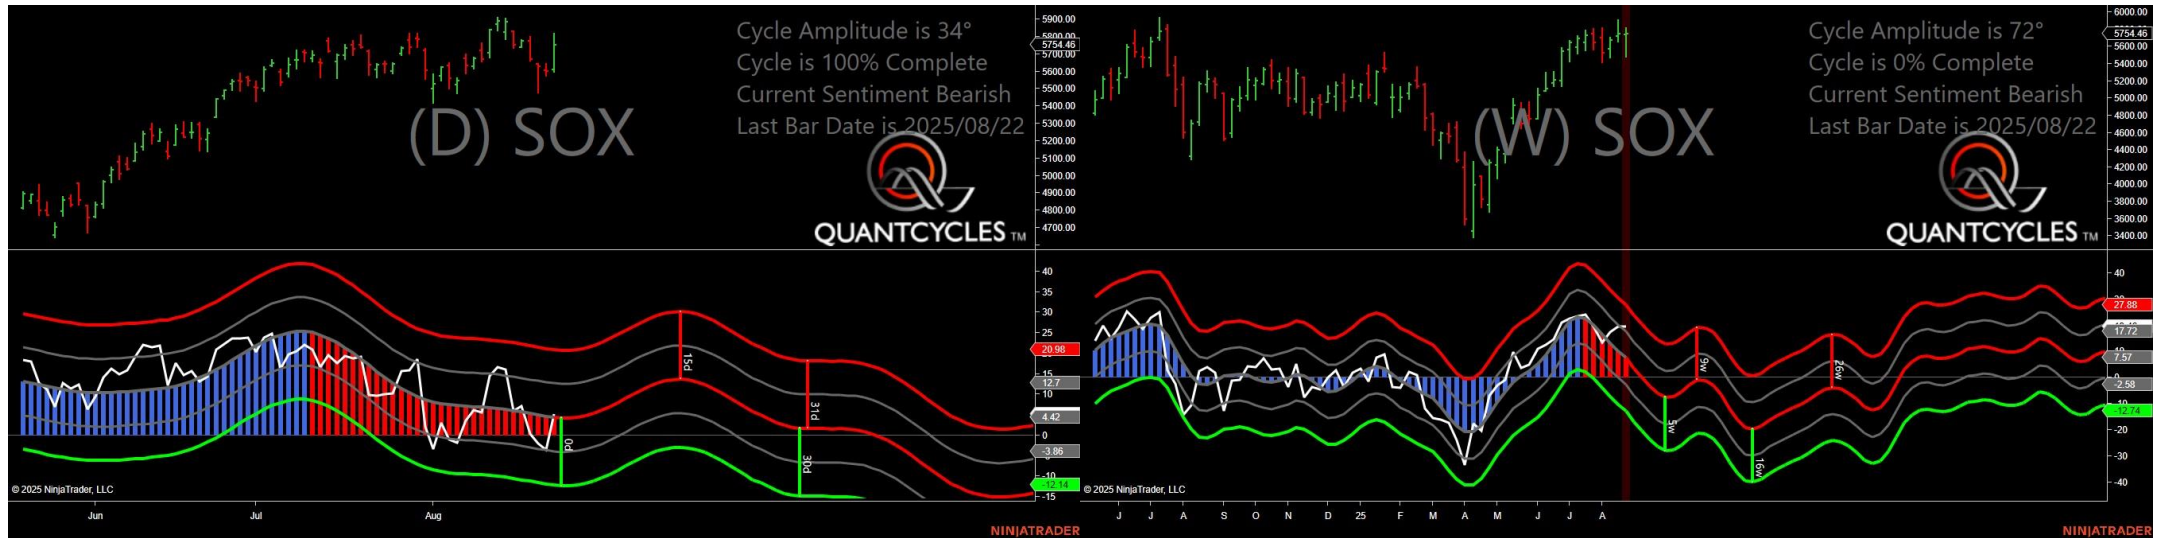 Cycle Amplitude is 34°
Cycle is 100% Complete
Current Sentiment Bearish
Last Bar Date is 2025/08/22
(D) SOX
QUANTCYCLES TM
5900.00
5800.00
5754.46
5700.00
5600.00
5500.00
5400.00
5300.00
5200.00
5100.00
5000.00
4900.00
4800.00
4700.00
40
35
30
25
20.98
15
12.7
10
4.42
0
-3.86
-10
-12.14
-15
15d
31d
0d
30d
© 2025 NinjaTrader, LLC
Jun
Jul
Aug
NINJATRADER
Cycle Amplitude is 72°
Cycle is 0% Complete
Current Sentiment Bearish
Last Bar Date is 2025/08/22
(W) SOX
QUANTCYCLES TM
6000.00
5754.46
5600.00
5400.00
5200.00
5000.00
4800.00
4600.00
4400.00
4200.00
4000.00
3800.00
3600.00
3400.00
40
27.88
17.72
10
7.57
0
-2.58
-10
-12.74
-20
-30
-40
9w
26w
5w
16w
© 2025 NinjaTrader, LLC
J
J
A
S
O
N
D
25
F
M
A
M
J
J
A
NINJATRADER